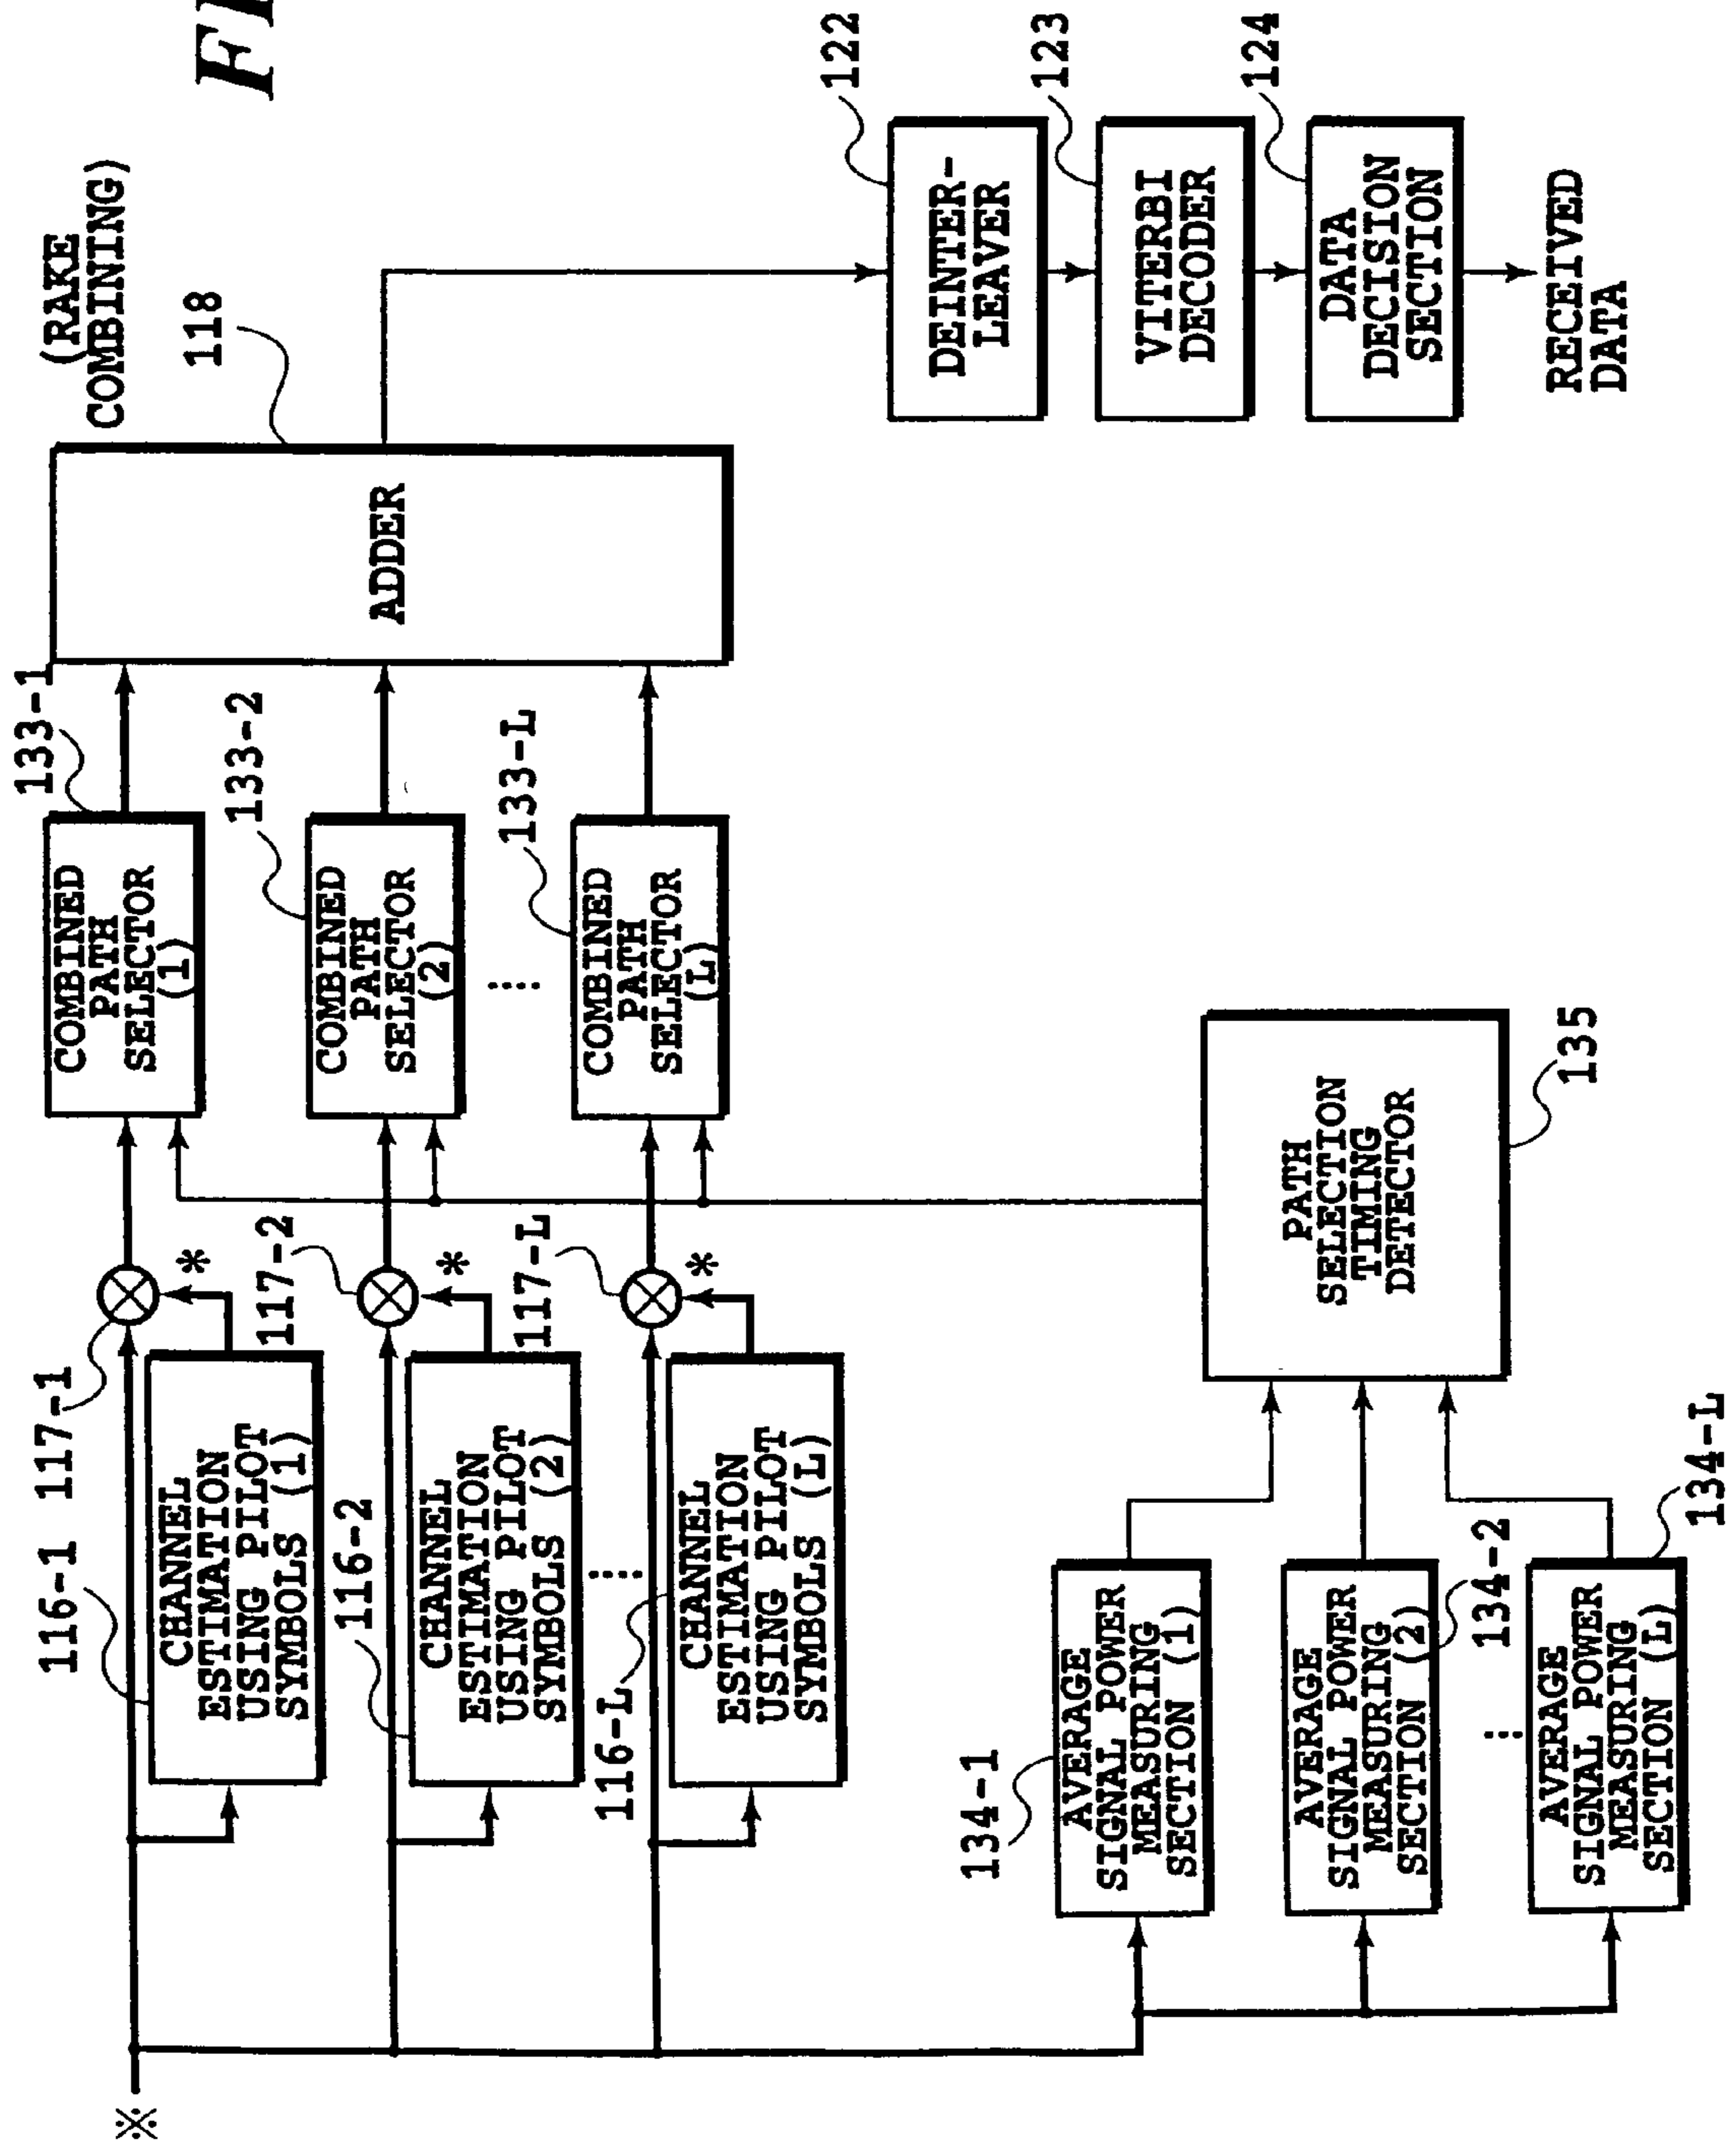 FI
(RAKE
COMBINING)
118
133-1
COMBINED
PATH
SELECTOR
(1)
ADDER
117-1
*
116-1
CHANNEL
ESTIMATION
USING PILOT
SYMBOLS (1)
133-2
COMBINED
PATH
SELECTOR
(2)
117-2
*
116-2
CHANNEL
ESTIMATION
USING PILOT
SYMBOLS (2)
133-L
COMBINED
PATH
SELECTOR
(L)
117-L
*
116-L
CHANNEL
ESTIMATION
USING PILOT
SYMBOLS (L)
※
122
DEINTER-
LEAVER
123
VITERBI
DECODER
124
DATA
DECISION
SECTION
RECEIVED
DATA
134-1
AVERAGE
SIGNAL POWER
MEASURING
SECTION (1)
134-2
AVERAGE
SIGNAL POWER
MEASURING
SECTION (2)
134-L
AVERAGE
SIGNAL POWER
MEASURING
SECTION (L)
PATH
SELECTION
TIMING
DETECTOR
135